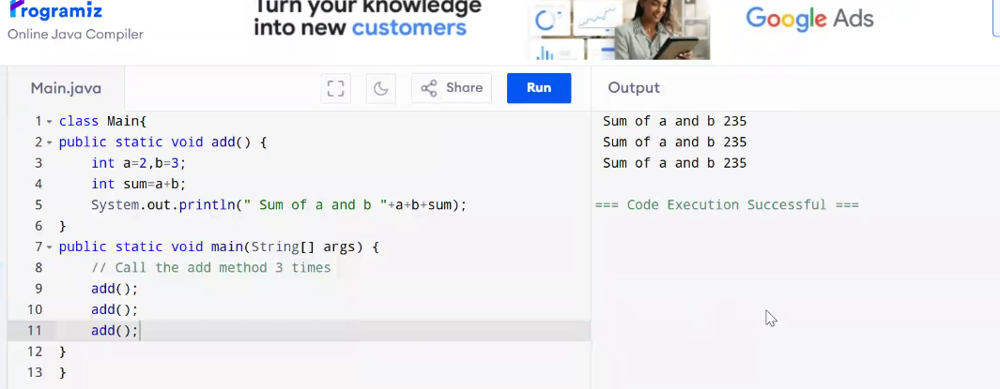 Programiz
Online Java Compiler
Turn your knowledge
into new customers
Google Ads
Main.java
Share
Run
Output
1 class Main{
2 public static void add() {
3     int a=2,b=3;
4     int sum=a+b;
5     System.out.println(" Sum of a and b "+a+b+sum);
6 }
7 public static void main(String[] args) {
8     // Call the add method 3 times
9     add();
10     add();
11     add();
12 }
13 }
Sum of a and b 235
Sum of a and b 235
Sum of a and b 235
=== Code Execution Successful ===